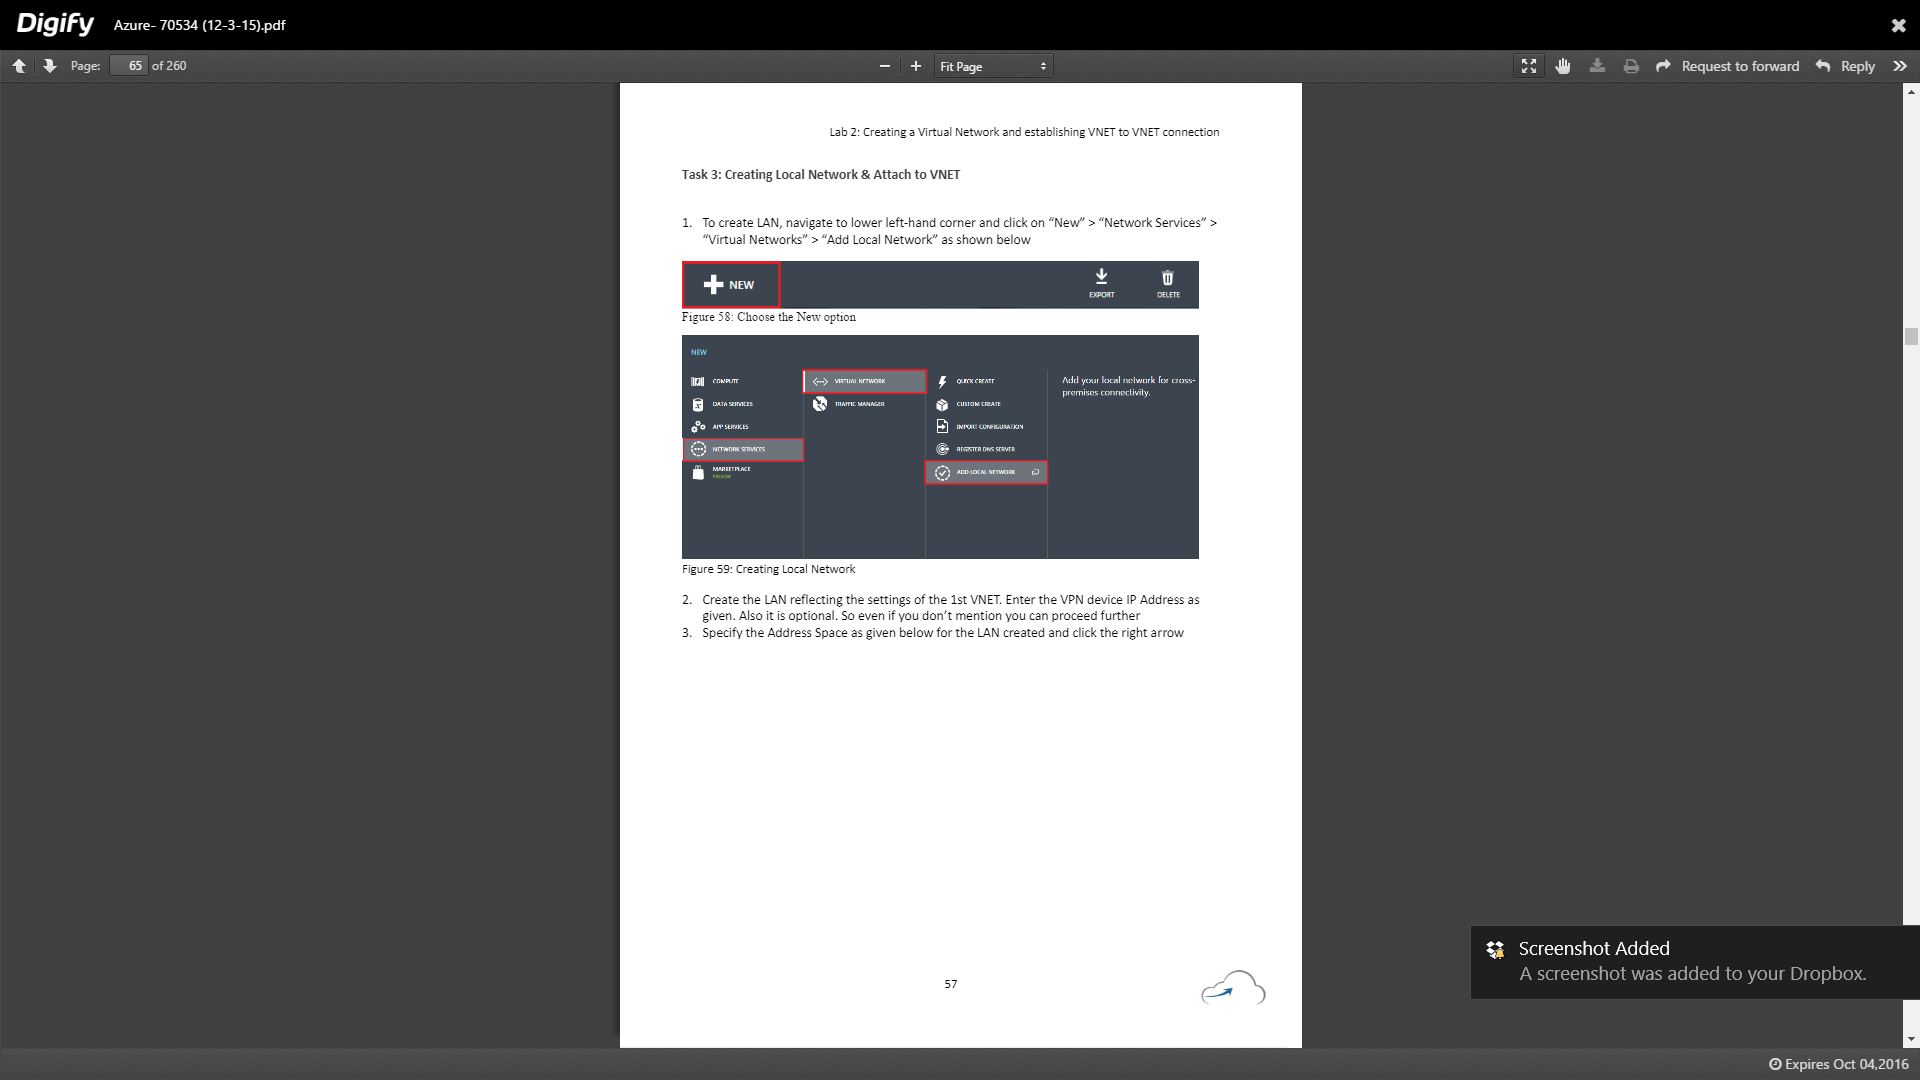 Digify Azure- 70534 (12-3-15).pdf
Page: 65 of 260
Fit Page
Request to forward
Reply
Lab 2: Creating a Virtual Network and establishing VNET to VNET connection
Task 3: Creating Local Network & Attach to VNET
1. To create LAN, navigate to lower left-hand corner and click on “New” > “Network Services” >
“Virtual Networks” > “Add Local Network” as shown below
NEW
EXPORT
DELETE
Figure 58: Choose the New option
NEW
COMPUTE
DATA SERVICES
APP SERVICES
NETWORK SERVICES
MARKETPLACE
PREVIEW
VIRTUAL NETWORK
TRAFFIC MANAGER
QUICK CREATE
CUSTOM CREATE
IMPORT CONFIGURATION
REGISTER DNS SERVER
ADD LOCAL NETWORK
Add your local network for cross-
premises connectivity.
Figure 59: Creating Local Network
2. Create the LAN reflecting the settings of the 1st VNET. Enter the VPN device IP Address as
given. Also it is optional. So even if you don’t mention you can proceed further
3. Specify the Address Space as given below for the LAN created and click the right arrow
57
Screenshot Added
A screenshot was added to your Dropbox.
Expires Oct 04,2016